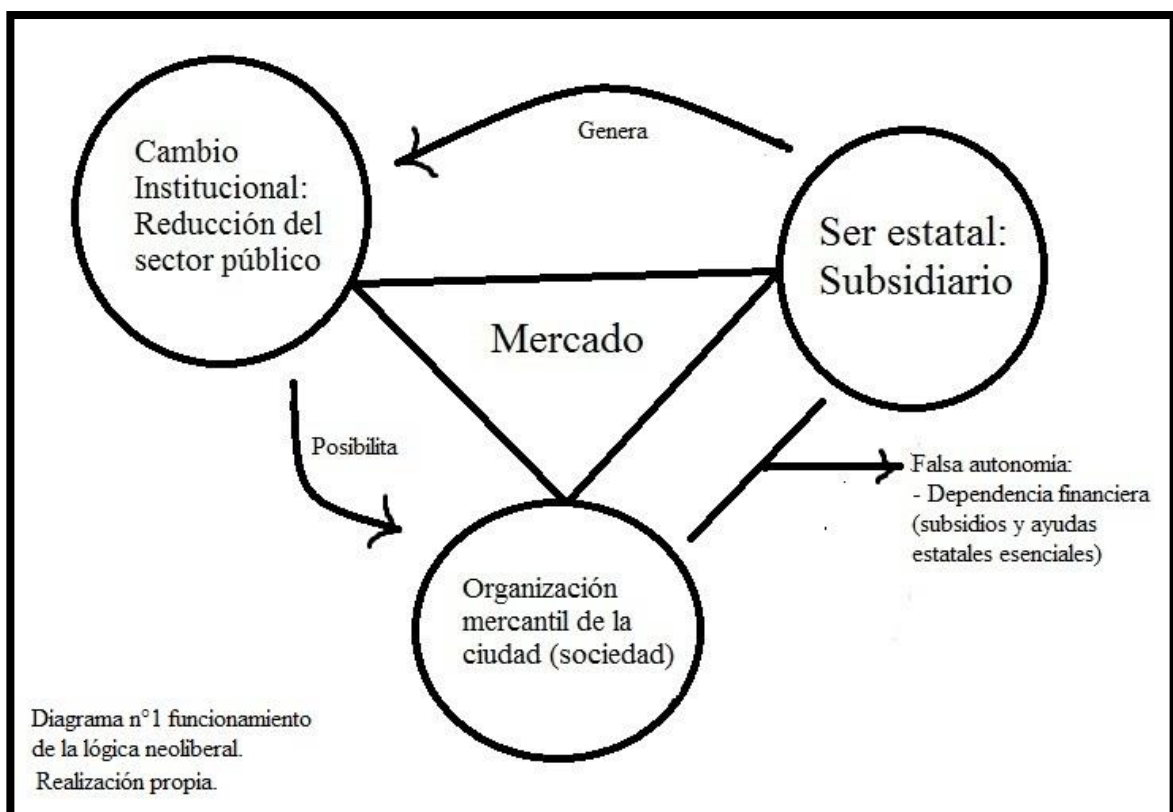 Genera
Cambio
Institucional:
Reducción del
sector público
Ser estatal:
Subsidiario
Mercado
Posibilita
Falsa autonomía:
- Dependencia financiera
(subsidios y ayudas
estatales esenciales)
Organización
mercantil de la
ciudad (sociedad)
Diagrama n°1 funcionamiento
de la lógica neoliberal.
Realización propia.